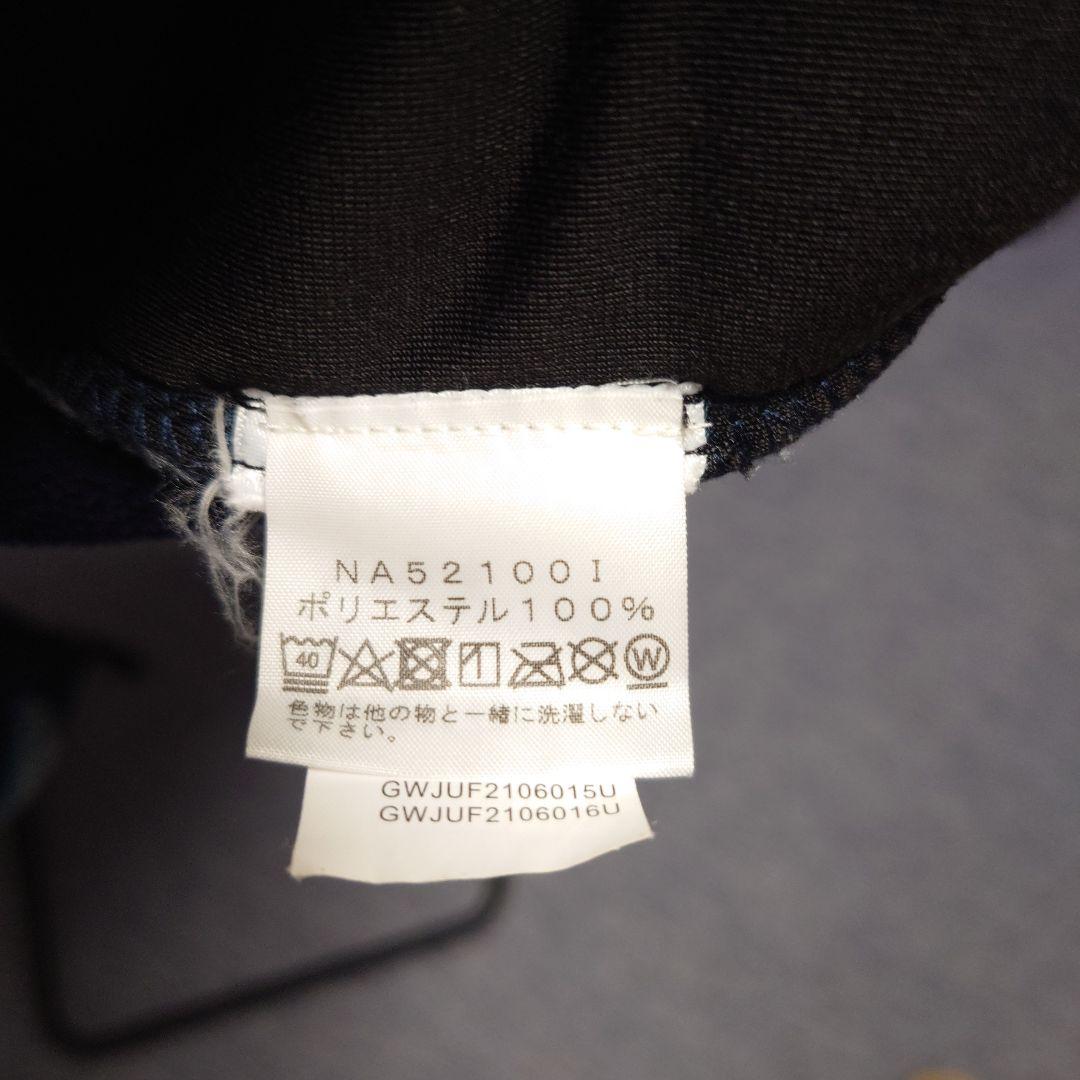 NA52100I
ポリエステル100%
40 W
色物は他の物と一緒に洗濯しない
で下さい。
GWJUF2106015U
GWJUF2106016U